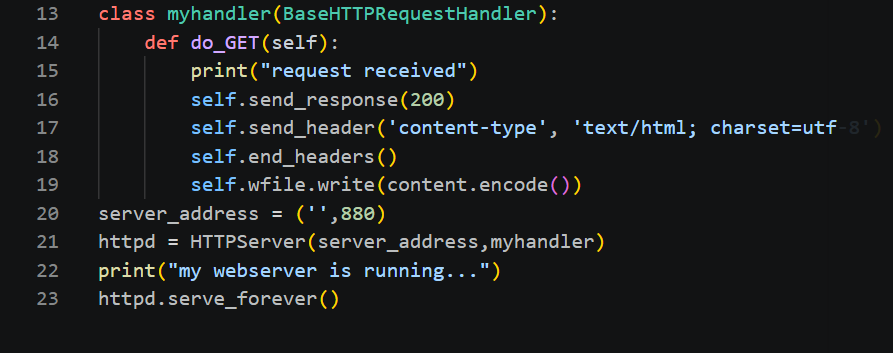 13 class myhandler(BaseHTTPRequestHandler):
14     def do_GET(self):
15         print("request received")
16         self.send_response(200)
17         self.send_header('content-type', 'text/html; charset=utf-8')
18         self.end_headers()
19         self.wfile.write(content.encode())
20 server_address = ('',880)
21 httpd = HTTPServer(server_address,myhandler)
22 print("my webserver is running...")
23 httpd.serve_forever()